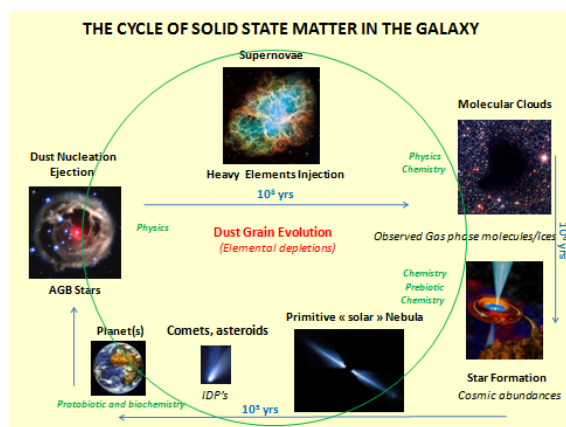 THE CYCLE OF SOLID STATE MATTER IN THE GALAXY
Supernovae
Molecular Clouds
Dust Nucleation
Ejection
Physics
Chemistry
Heavy Elements Injection
10⁸ yrs
Physics
Dust Grain Evolution
(Elemental depletions)
Observed Gas phase molecules/Ices
yrs
AGB Stars
Chemistry
Prebiotic
Chemistry
Planet(s)
Comets, asteroids
Primitive « solar » Nebula
Star Formation
Cosmic abundances
IDP's
Protobiotic and biochemistry
yrs